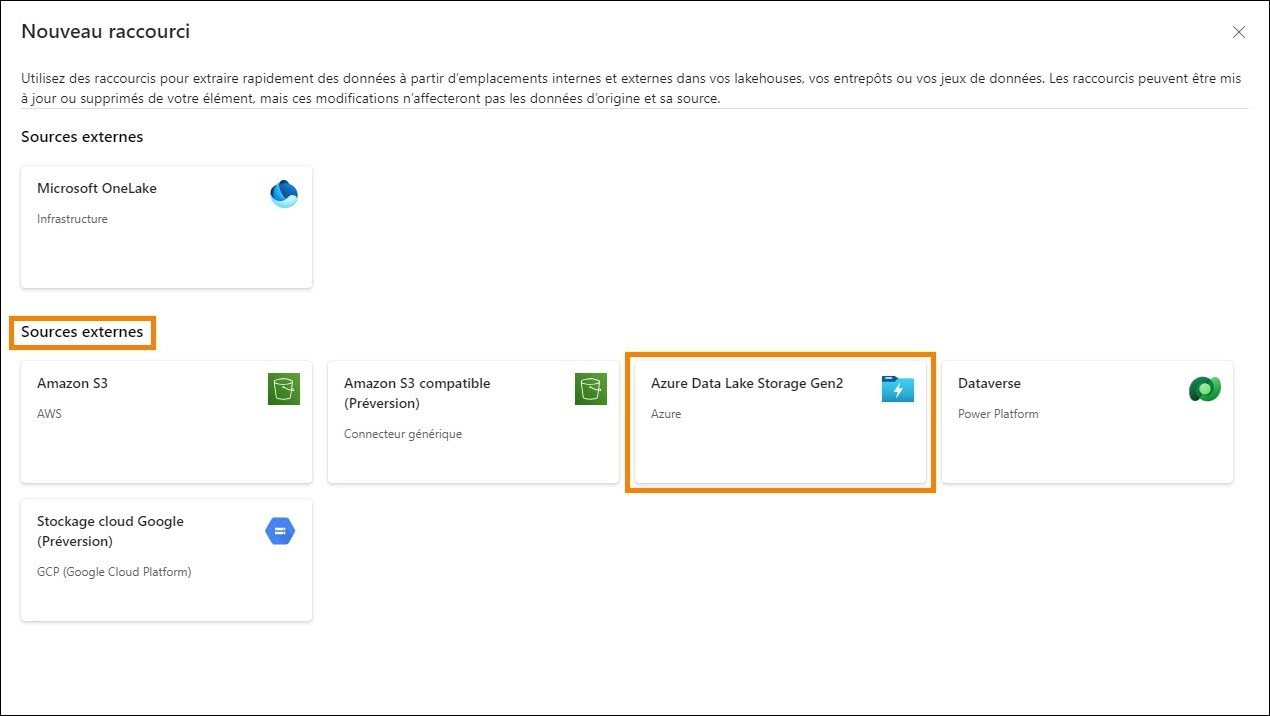 Nouveau raccourci
Utilisez des raccourcis pour extraire rapidement des données à partir d’emplacements internes et externes dans vos lakehouses, vos entrepôts ou vos jeux de données. Les raccourcis peuvent être mis
à jour ou supprimés de votre élément, mais ces modifications n’affecteront pas les données d’origine et sa source.
Sources externes
Microsoft OneLake
Infrastructure
Sources externes
Amazon S3
AWS
Amazon S3 compatible
(Préversion)
Connecteur générique
Azure Data Lake Storage Gen2
Azure
Dataverse
Power Platform
Stockage cloud Google
(Préversion)
GCP (Google Cloud Platform)